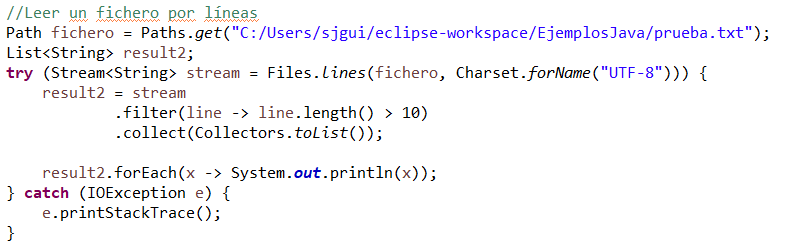 //Leer un fichero por líneas
Path fichero = Paths.get("C:/Users/sjgui/eclipse-workspace/EjemplosJava/prueba.txt");
List<String> result2;
try (Stream<String> stream = Files.lines(fichero, Charset.forName("UTF-8"))) {
    result2 = stream
            .filter(line -> line.length() > 10)
            .collect(Collectors.toList());

    result2.forEach(x -> System.out.println(x));
} catch (IOException e) {
    e.printStackTrace();
}